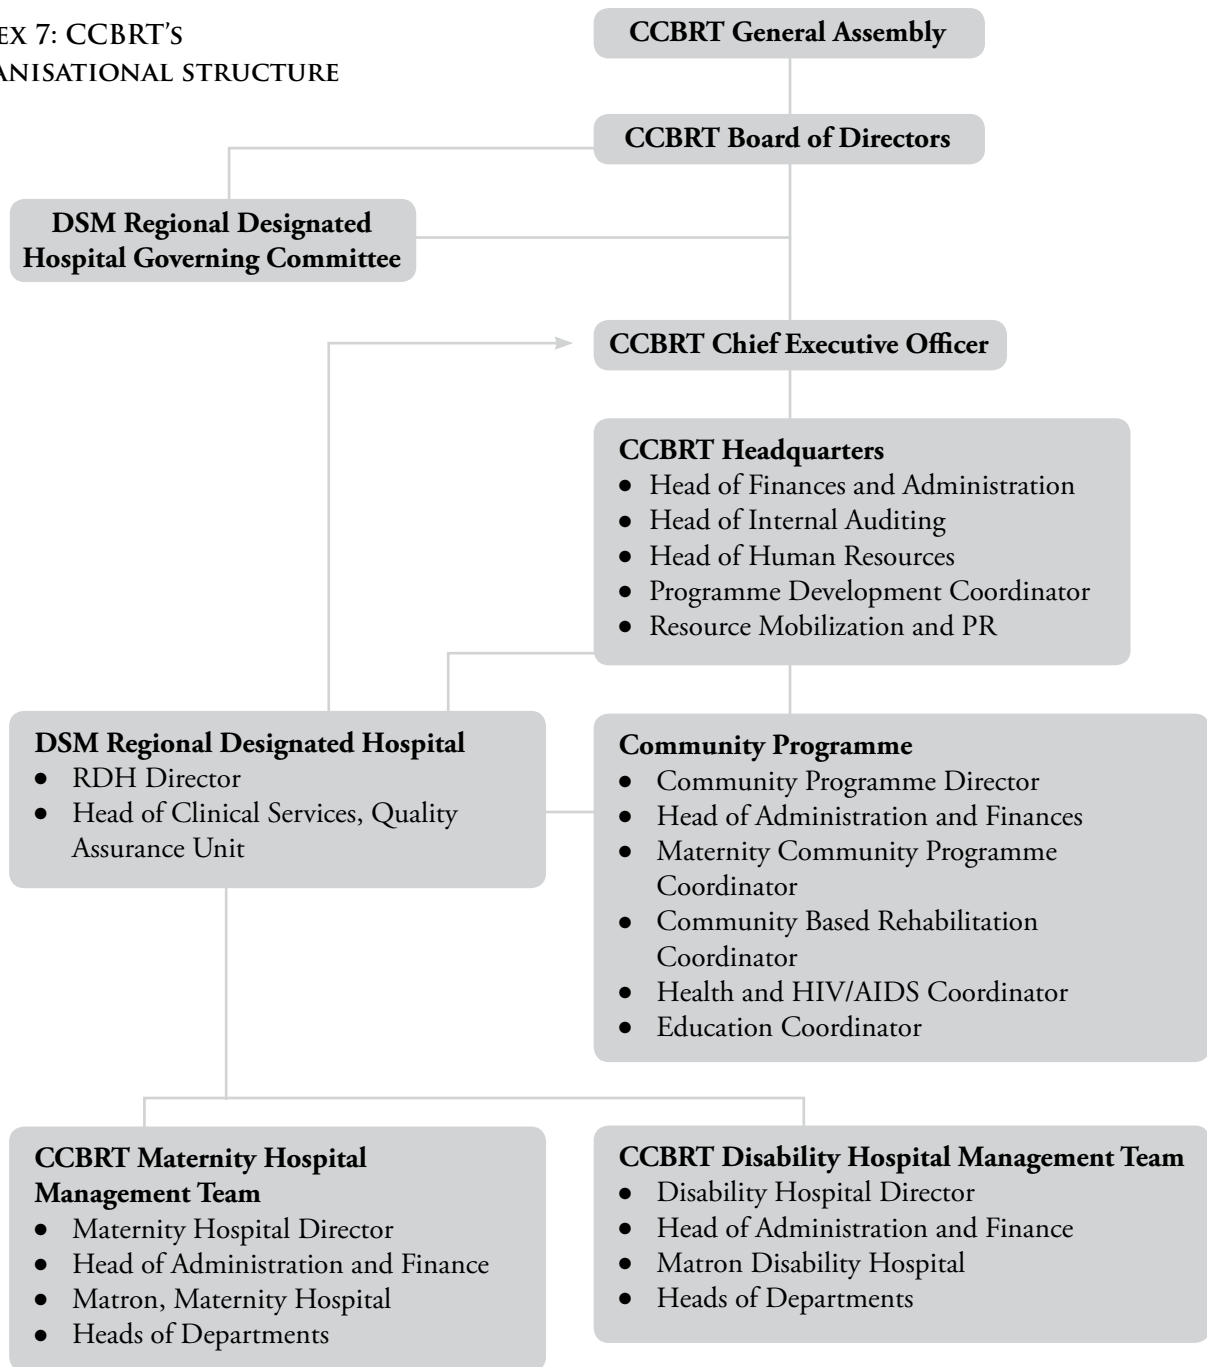 EX 7: CCBRT'S
ANISATIONAL STRUCTURE
CCBRT General Assembly
CCBRT Board of Directors
DSM Regional Designated
Hospital Governing Committee
CCBRT Chief Executive Officer
CCBRT Headquarters
• Head of Finances and Administration
• Head of Internal Auditing
• Head of Human Resources
• Programme Development Coordinator
• Resource Mobilization and PR
DSM Regional Designated Hospital
• RDH Director
• Head of Clinical Services, Quality
Assurance Unit
Community Programme
• Community Programme Director
• Head of Administration and Finances
• Maternity Community Programme
Coordinator
• Community Based Rehabilitation
Coordinator
• Health and HIV/AIDS Coordinator
• Education Coordinator
CCBRT Maternity Hospital
Management Team
• Maternity Hospital Director
• Head of Administration and Finance
• Matron, Maternity Hospital
• Heads of Departments
CCBRT Disability Hospital Management Team
• Disability Hospital Director
• Head of Administration and Finance
• Matron Disability Hospital
• Heads of Departments